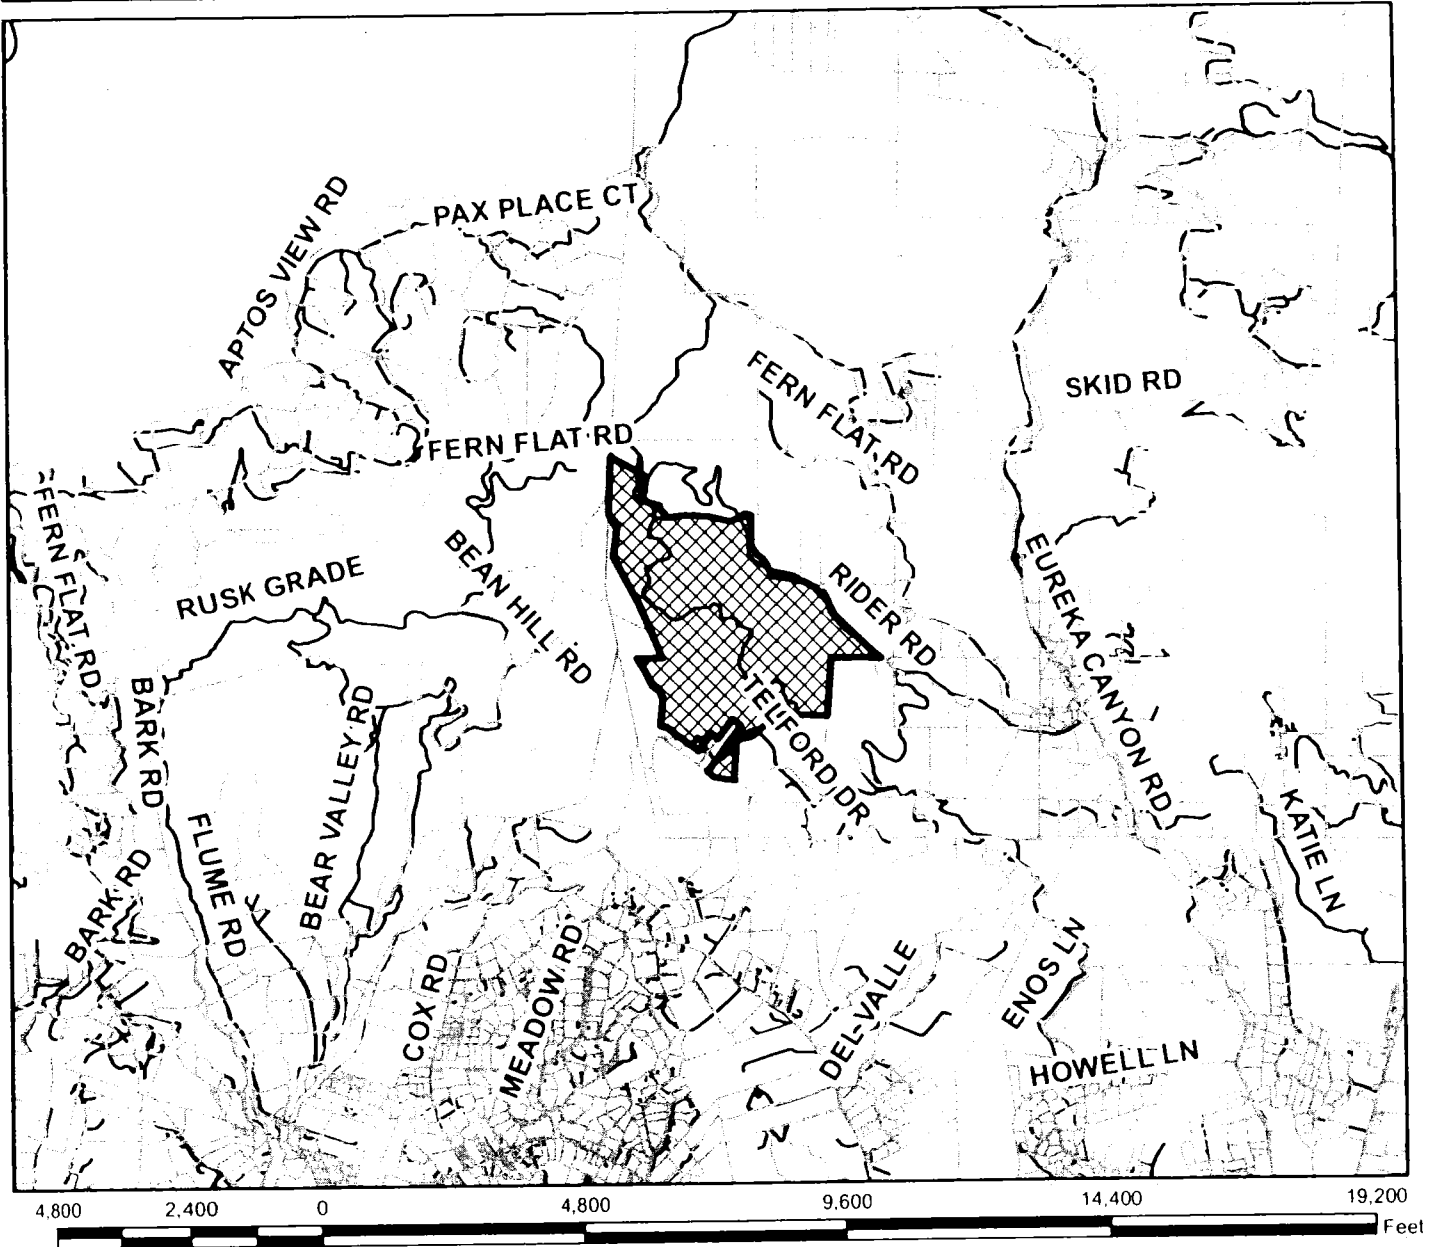 APTOS VIEW RD
PAX PLACE CT
FERN FLAT RD
SKID RD
FERN FLAT RD
FERN FLAT RD
BEAN HILL RD
RUSK GRADE
RIDER RD
EUREKA CANYON RD
BARK RD
BEAR VALLEY RD
TELFORD DR
KATIE LN
FLUME RD
BARK RD
COX RD
MEADOW RD
DEL-VALLE
ENOS LN
HOWELL LN
4,800 2,400 0 4,800 9,600 14,400 19,200
Feet